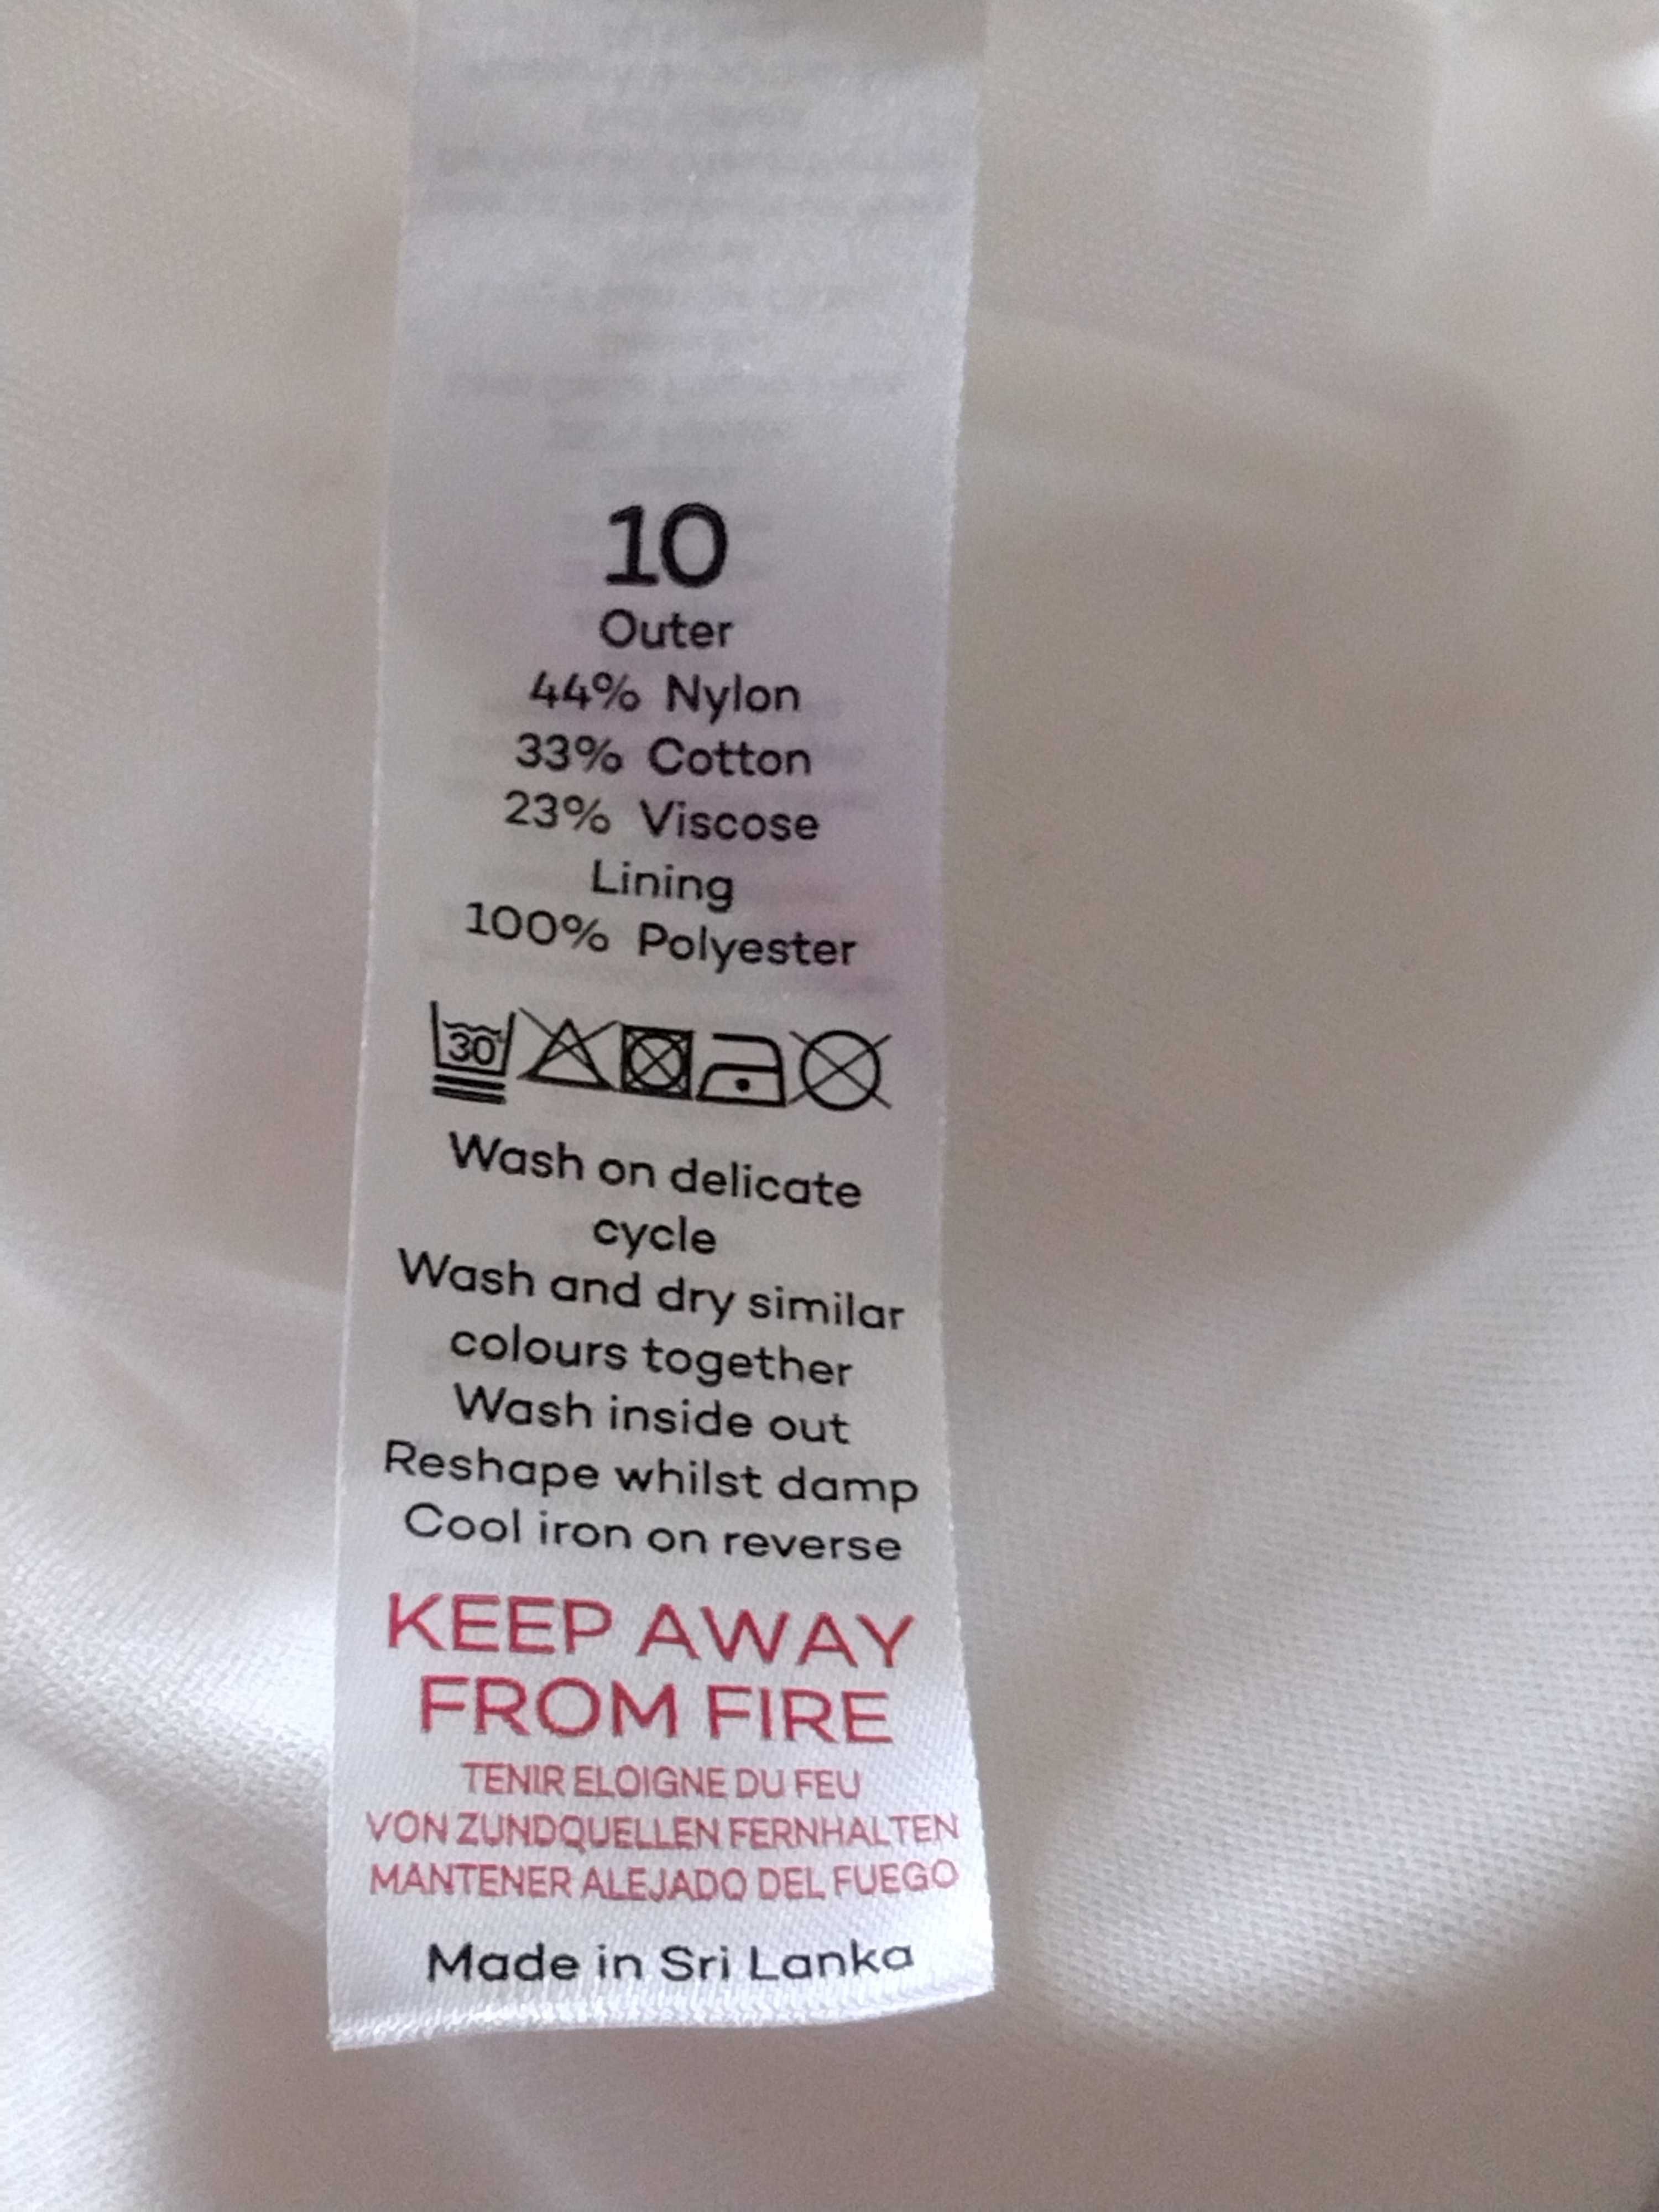 10
Outer
44% Nylon
33% Cotton
23% Viscose
Lining
100% Polyester
30
Wash on delicate
cycle
Wash and dry similar
colours together
Wash inside out
Reshape whilst damp
Cool iron on reverse
KEEP AWAY
FROM FIRE
TENIR ELOIGNE DU FEU
VON ZUNDQUELLEN FERNHALTEN
MANTENER ALEJADO DEL FUEGO
Made in Sri Lanka